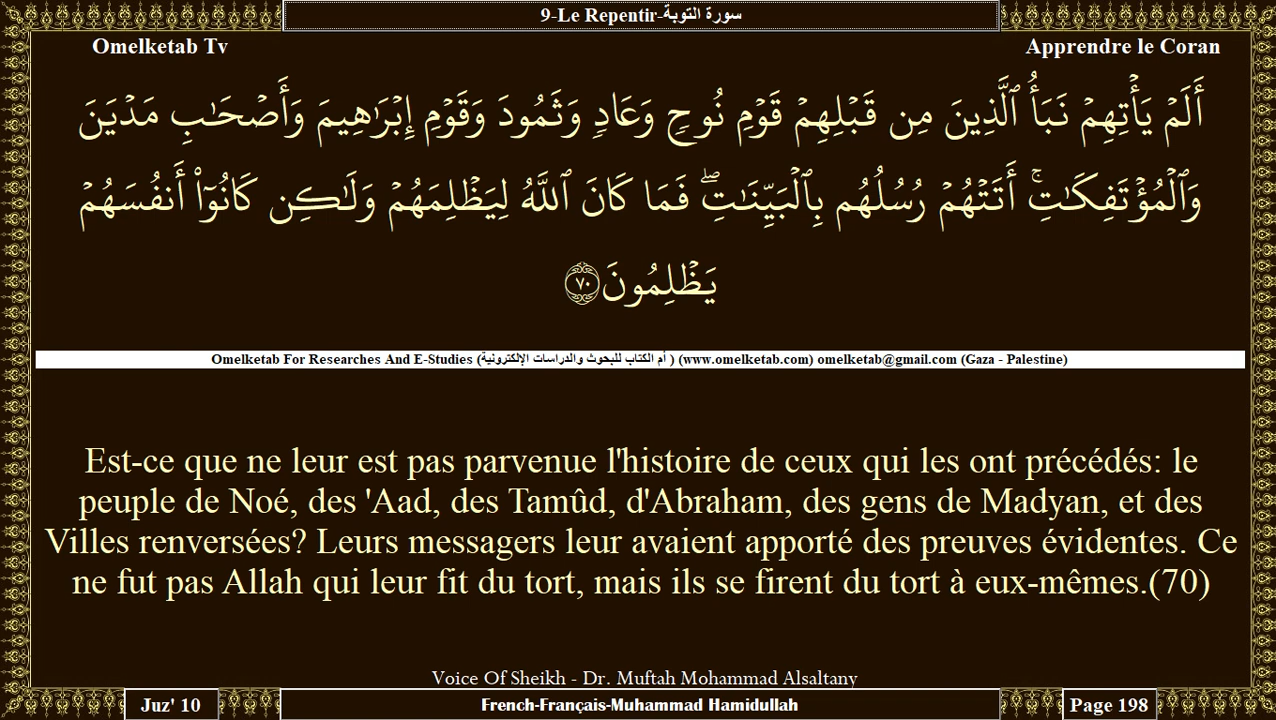 9-Le Repentir-سورة التوبة
Omelketab Tv
Apprendre le Coran
أَلَمۡ يَأۡتِهِمۡ نَبَأُ ٱلَّذِينَ مِن قَبۡلِهِمۡ قَوۡمِ نُوحٖ وَعَادٖ وَثَمُودَ وَقَوۡمِ إِبۡرَٰهِيمَ وَأَصۡحَٰبِ مَدۡيَنَ
وَٱلۡمُؤۡتَفِكَٰتِۚ أَتَتۡهُمۡ رُسُلُهُم بِٱلۡبَيِّنَٰتِۖ فَمَا كَانَ ٱللَّهُ لِيَظۡلِمَهُمۡ وَلَٰكِن كَانُوٓاْ أَنفُسَهُمۡ
يَظۡلِمُونَ ٧٠
Omelketab For Researches And E-Studies (أم الكتاب للبحوث والدراسات الإلكترونية ) (www.omelketab.com) omelketab@gmail.com (Gaza - Palestine)
Est-ce que ne leur est pas parvenue l'histoire de ceux qui les ont précédés: le
peuple de Noé, des 'Aad, des Tamûd, d'Abraham, des gens de Madyan, et des
Villes renversées? Leurs messagers leur avaient apporté des preuves évidentes. Ce
ne fut pas Allah qui leur fit du tort, mais ils se firent du tort à eux-mêmes.(70)
Voice Of Sheikh - Dr. Muftah Mohammad Alsaltany
Juz' 10
French-Français-Muhammad Hamidullah
Page 198